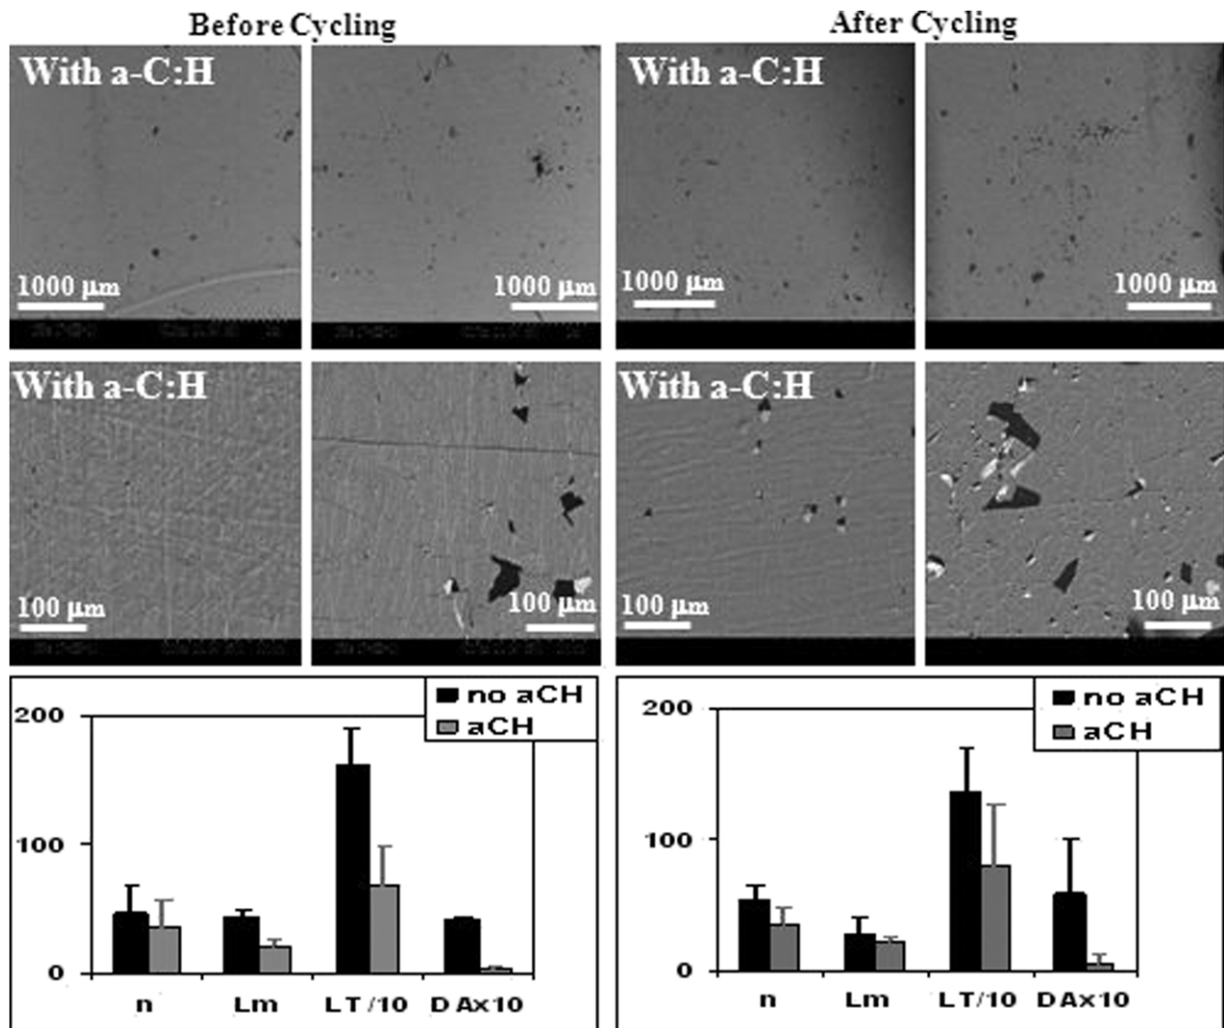 Before Cycling
After Cycling
With a-C:H
With a-C:H
1000 μm
1000 μm
1000 μm
1000 μm
With a-C:H
With a-C:H
100 μm
100 μm
100 μm
100 μm
no aCH
aCH
200
100
0
n Lm LT/10 DAx10
no aCH
aCH
200
100
0
n Lm LT/10 DAx10